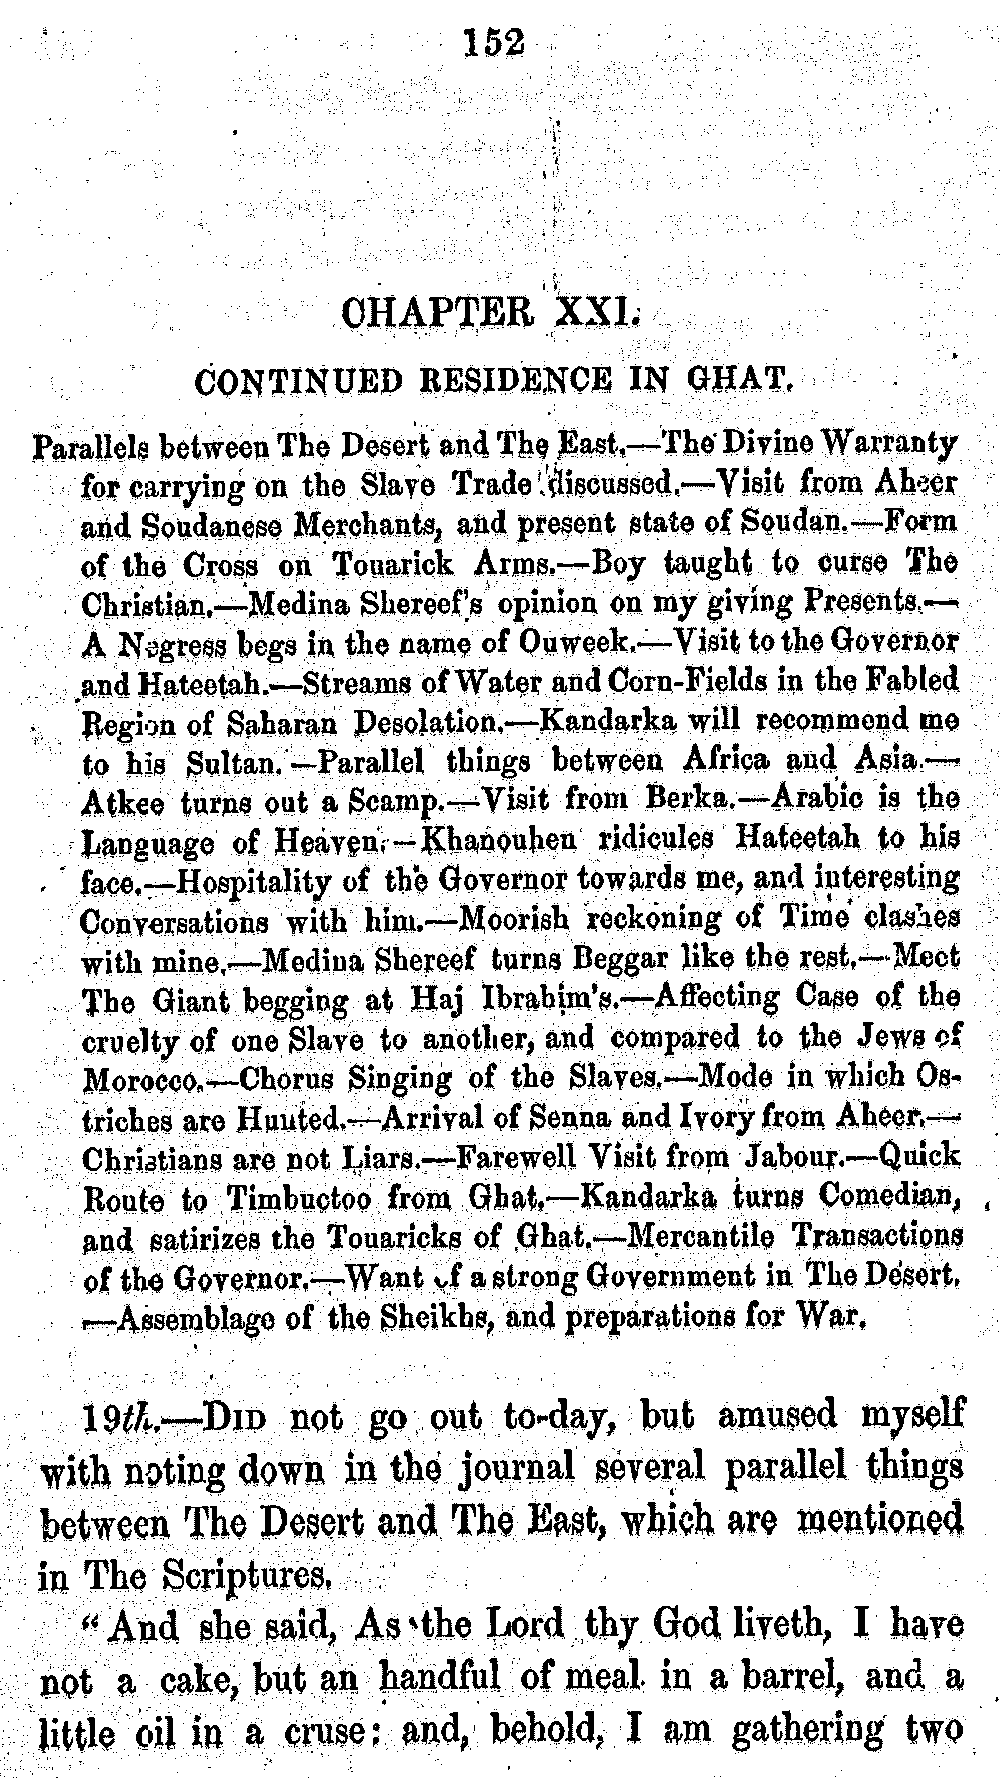 152
CHAPTER XXI.
CONTINUED RESIDENCE IN GHAT.
Parallels between The Desert and The East.—The Divine Warranty
for carrying on the Slave Trade discussed.—Visit from Aheer
and Soudanese Merchants, and present state of Soudan.—Form
of the Cross on Touarick Arms.—Boy taught to curse The
Christian.—Medina Shereef's opinion on my giving Presents.—
A Negress begs in the name of Ouweek.—Visit to the Governor
and Hateetah.—Streams of Water and Corn-Fields in the Fabled
Region of Saharan Desolation.—Kandarka will recommend me
to his Sultan.—Parallel things between Africa and Asia.—
Atkee turns out a Scamp.—Visit from Berka.—Arabic is the
Language of Heaven.—Khanouhen ridicules Hateetah to his
face.—Hospitality of the Governor towards me, and interesting
Conversations with him.—Moorish reckoning of Time clashes
with mine.—Medina Shereef turns Beggar like the rest.—Meet
The Giant begging at Haj Ibrahim's.—Affecting Case of the
cruelty of one Slave to another, and compared to the Jews of
Morocco.—Chorus Singing of the Slaves.—Mode in which Os-
triches are Hunted.—Arrival of Senna and Ivory from Aheer.—
Christians are not Liars.—Farewell Visit from Jabour.—Quick
Route to Timbuctoo from Ghat.—Kandarka turns Comedian,
and satirizes the Touaricks of Ghat.—Mercantile Transactions
of the Governor.—Want of a strong Government in The Desert.
—Assemblage of the Sheikhs, and preparations for War.
19th.—DID not go out to-day, but amused myself
with noting down in the journal several parallel things
between The Desert and The East, which are mentioned
in The Scriptures.
"And she said, As the Lord thy God liveth, I have
not a cake, but an handful of meal in a barrel, and a
little oil in a cruse: and, behold, I am gathering two